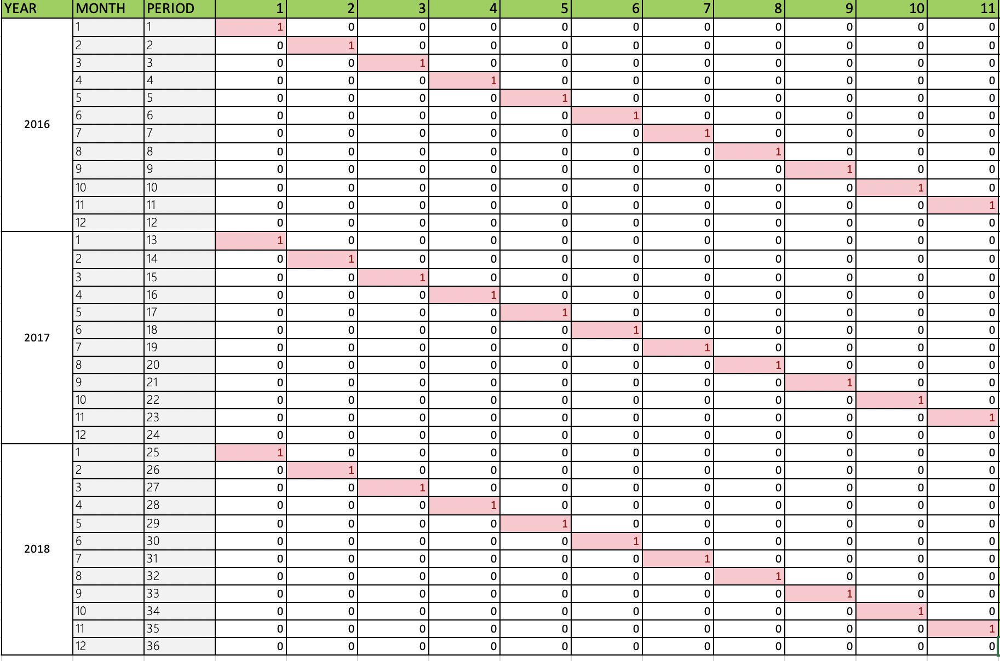 YEAR MONTH PERIOD 1 2 3 4 5 6 7 8 9 10 11
1 1 1 0 0 0 0 0 0 0 0 0 0
2 2 0 1 0 0 0 0 0 0 0 0 0
3 3 0 0 1 0 0 0 0 0 0 0 0
4 4 0 0 0 1 0 0 0 0 0 0 0
5 5 0 0 0 0 1 0 0 0 0 0 0
6 6 0 0 0 0 0 1 0 0 0 0 0
2016
7 7 0 0 0 0 0 0 1 0 0 0 0
8 8 0 0 0 0 0 0 0 1 0 0 0
9 9 0 0 0 0 0 0 0 0 1 0 0
10 10 0 0 0 0 0 0 0 0 0 1 0
11 11 0 0 0 0 0 0 0 0 0 0 1
12 12 0 0 0 0 0 0 0 0 0 0 0
1 13 1 0 0 0 0 0 0 0 0 0 0
2 14 0 1 0 0 0 0 0 0 0 0 0
3 15 0 0 1 0 0 0 0 0 0 0 0
4 16 0 0 0 1 0 0 0 0 0 0 0
5 17 0 0 0 0 1 0 0 0 0 0 0
6 18 0 0 0 0 0 1 0 0 0 0 0
2017
7 19 0 0 0 0 0 0 1 0 0 0 0
8 20 0 0 0 0 0 0 0 1 0 0 0
9 21 0 0 0 0 0 0 0 0 1 0 0
10 22 0 0 0 0 0 0 0 0 0 1 0
11 23 0 0 0 0 0 0 0 0 0 0 1
12 24 0 0 0 0 0 0 0 0 0 0 0
1 25 1 0 0 0 0 0 0 0 0 0 0
2 26 0 1 0 0 0 0 0 0 0 0 0
3 27 0 0 1 0 0 0 0 0 0 0 0
4 28 0 0 0 1 0 0 0 0 0 0 0
5 29 0 0 0 0 1 0 0 0 0 0 0
6 30 0 0 0 0 0 1 0 0 0 0 0
2018
7 31 0 0 0 0 0 0 1 0 0 0 0
8 32 0 0 0 0 0 0 0 1 0 0 0
9 33 0 0 0 0 0 0 0 0 1 0 0
10 34 0 0 0 0 0 0 0 0 0 1 0
11 35 0 0 0 0 0 0 0 0 0 0 1
12 36 0 0 0 0 0 0 0 0 0 0 0